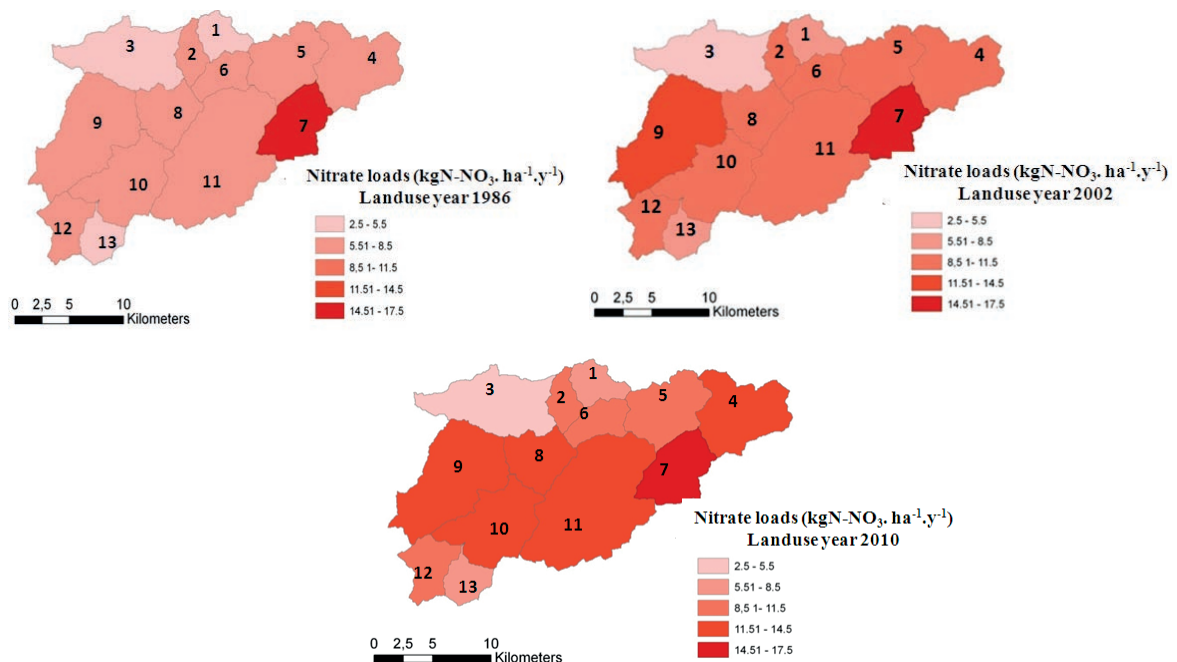 1
3
2
5
4
6
8
7
9
10
11
12
13
Nitrate loads (kgN-NO₃. ha⁻¹.y⁻¹)
Landuse year 1986
2.5 - 5.5
5.51 - 8.5
8,5 1- 11.5
11.51 - 14.5
14.51 - 17.5
0 2,5 5 10
Kilometers
1
3
2
5
4
6
8
7
9
10
11
12
13
Nitrate loads (kgN-NO₃. ha⁻¹.y⁻¹)
Landuse year 2002
2.5 - 5.5
5.51 - 8.5
8,5 1- 11.5
11.51 - 14.5
14.51 - 17.5
0 2,5 5 10
Kilometers
1
3
2
5
4
6
8
7
9
10
11
12
13
Nitrate loads (kgN-NO₃. ha⁻¹.y⁻¹)
Landuse year 2010
2.5 - 5.5
5.51 - 8.5
8,5 1- 11.5
11.51 - 14.5
14.51 - 17.5
0 2,5 5 10
Kilometers